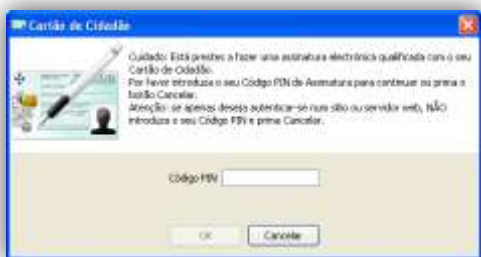 Cartão de Cidadão
Cuidado: Está prestes a fazer uma assinatura electrónica qualificada com o seu
Cartão de Cidadão.
Por favor introduza o seu Código PIN de Assinatura para continuar ou prima o
botão Cancelar.
Atenção: se apenas deseja autenticar-se num sítio ou servidor web, NÃO
introduza o seu Código PIN e prima Cancelar.
Código PIN
OK
Cancelar